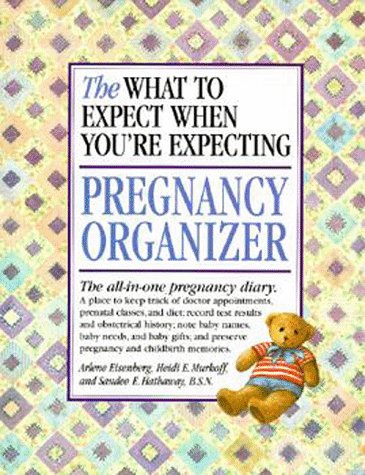 The WHAT TO
EXPECT WHEN
YOU'RE EXPECTING
PREGNANCY
ORGANIZER
The all-in-one pregnancy diary.
A place to keep track of doctor appointments,
prenatal classes, and diet; record test results
and obstetrical history; note baby names,
baby needs, and baby gifts; and preserve
pregnancy and childbirth memories.
Arlene Eisenberg, Heidi E. Murkoff,
and Sandee E. Hathaway, B.S.N.